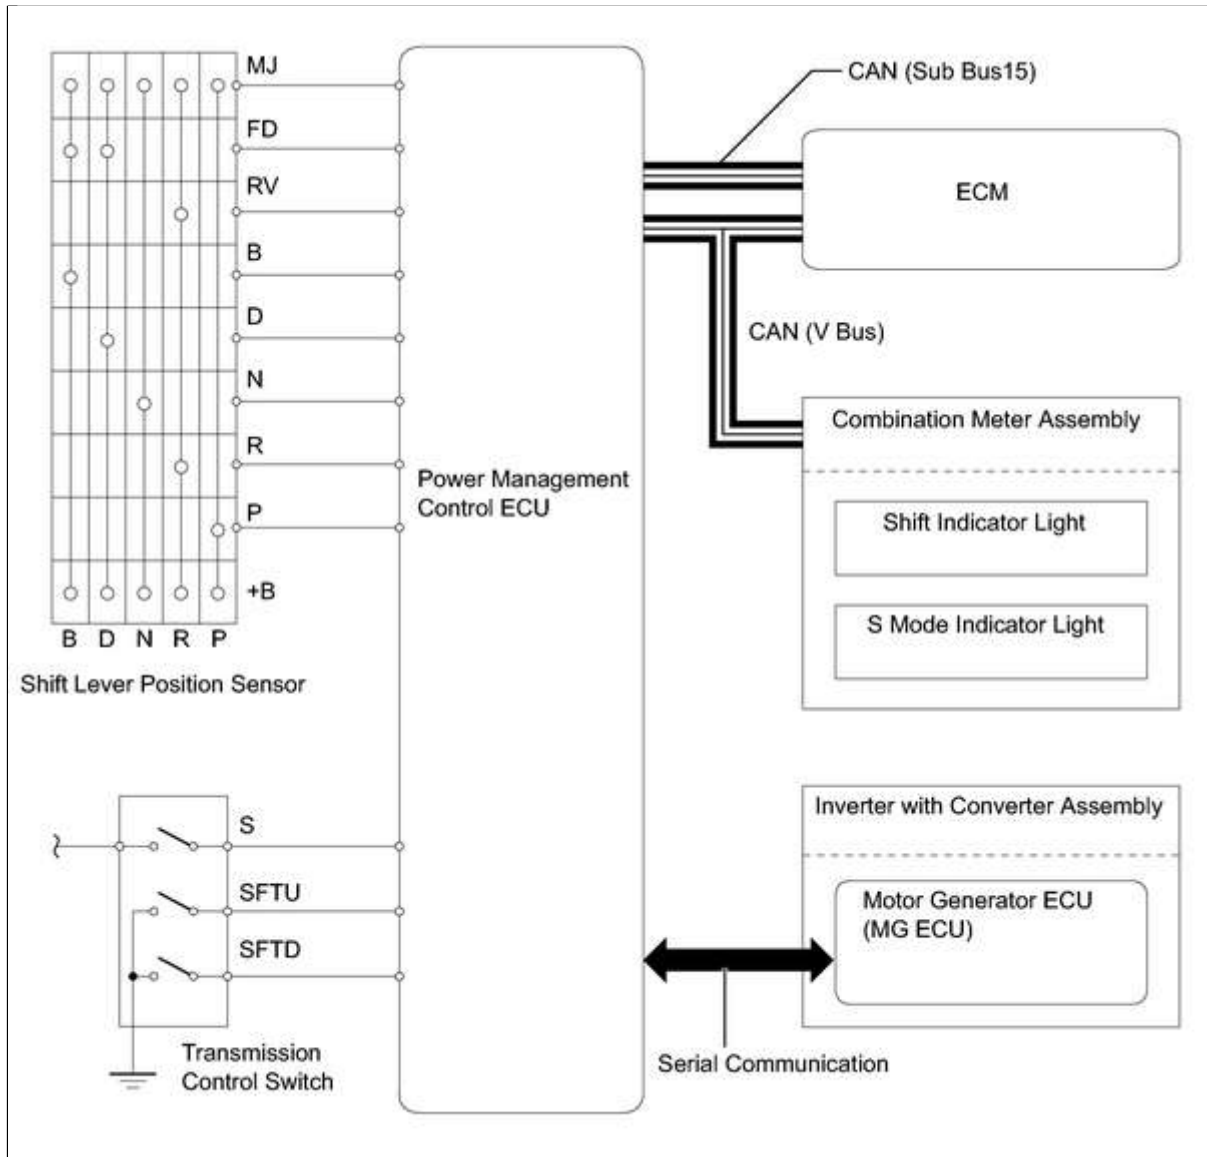 MJ
FD
RV
B
D
N
R
P
+B
B D N R P
Shift Lever Position Sensor
S
SFTU
SFTD
Transmission
Control Switch
Power Management
Control ECU
CAN (Sub Bus15)
ECM
CAN (V Bus)
Combination Meter Assembly
Shift Indicator Light
S Mode Indicator Light
Inverter with Converter Assembly
Motor Generator ECU
(MG ECU)
Serial Communication